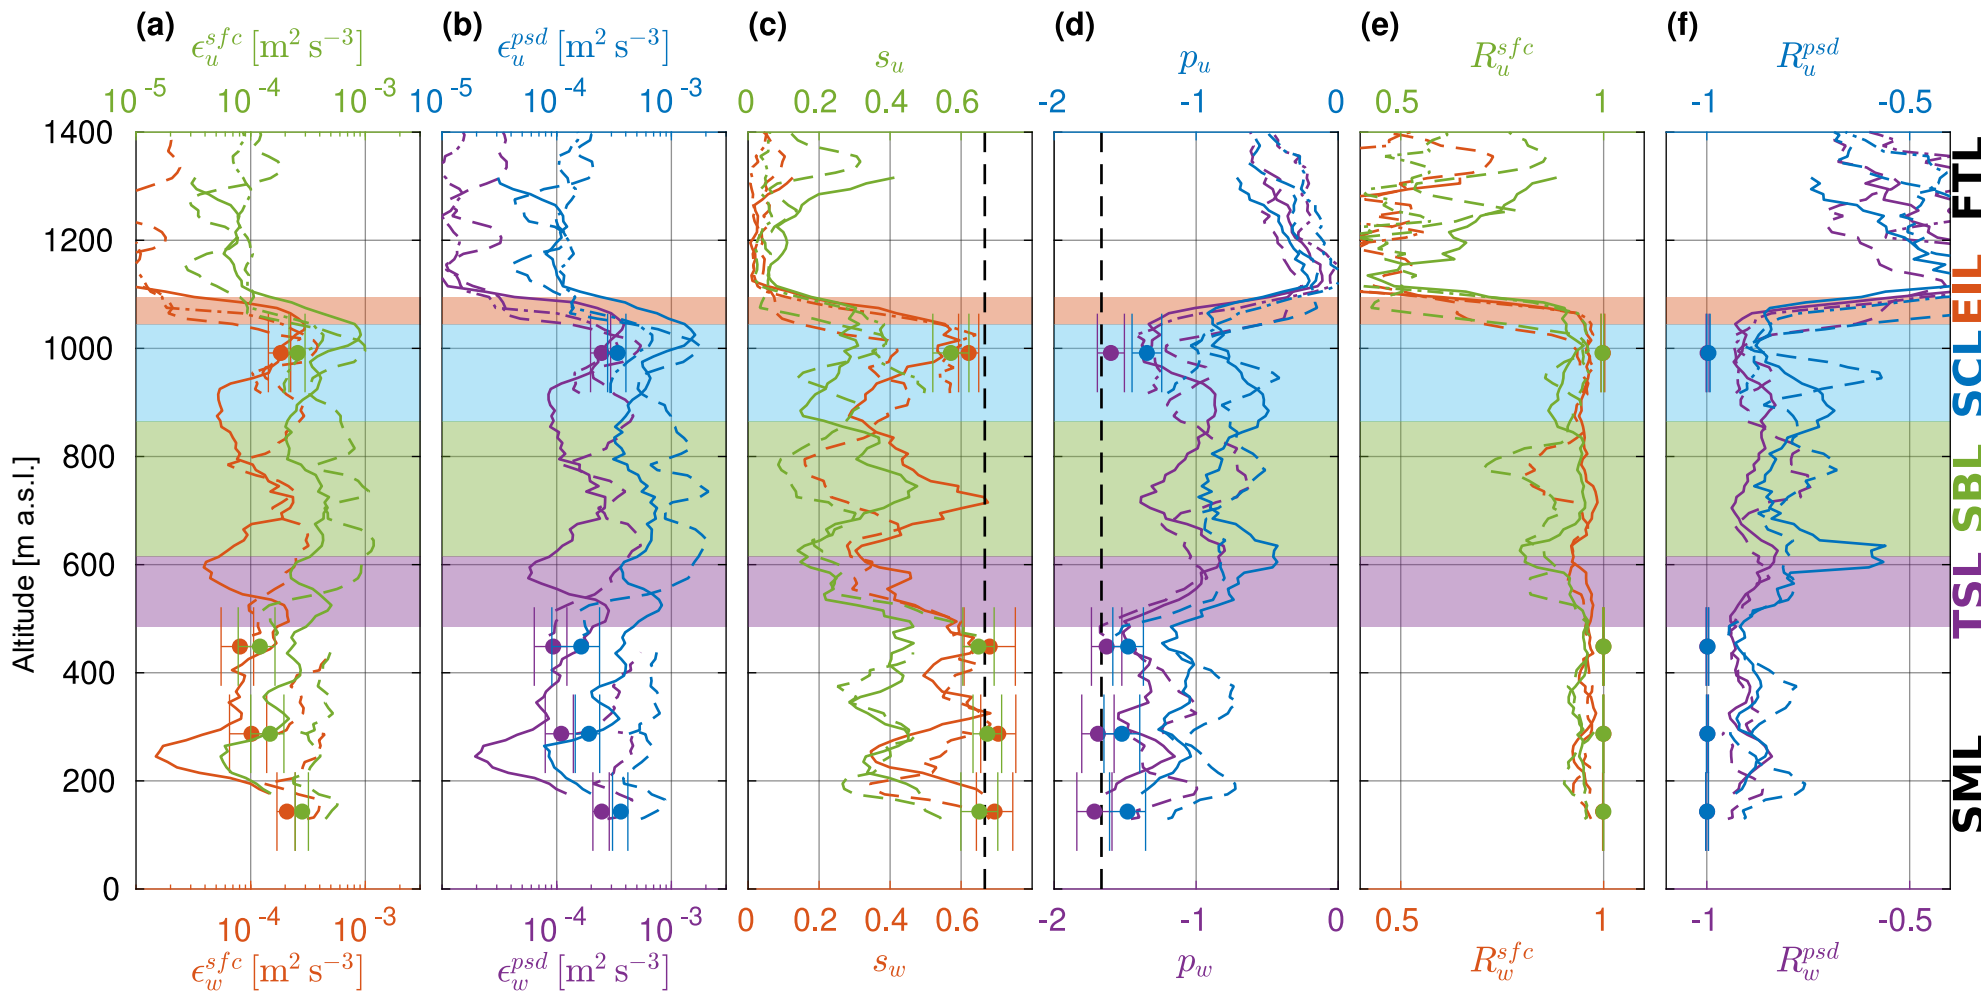 (a) (b) (c) (d) (e) (f)
ϵ_u^{sfc} [m² s⁻³] ϵ_u^{psd} [m² s⁻³] s_u p_u R_u^{sfc} R_u^{psd}
10⁻⁵ 10⁻⁴ 10⁻³ 10⁻⁵ 10⁻⁴ 10⁻³ 0 0.2 0.4 0.6 -2 -1 0 0.5 1 -1 -0.5
1400
1200
1000
800
600
400
200
0
Altitude [m a.s.l.]
FTL
EIL
SCL
SBL
TSL
SML
10⁻⁴ 10⁻³ 10⁻⁴ 10⁻³ 0 0.2 0.4 0.6 -2 -1 0 0.5 1 -1 -0.5
ϵ_w^{sfc} [m² s⁻³] ϵ_w^{psd} [m² s⁻³] s_w p_w R_w^{sfc} R_w^{psd}